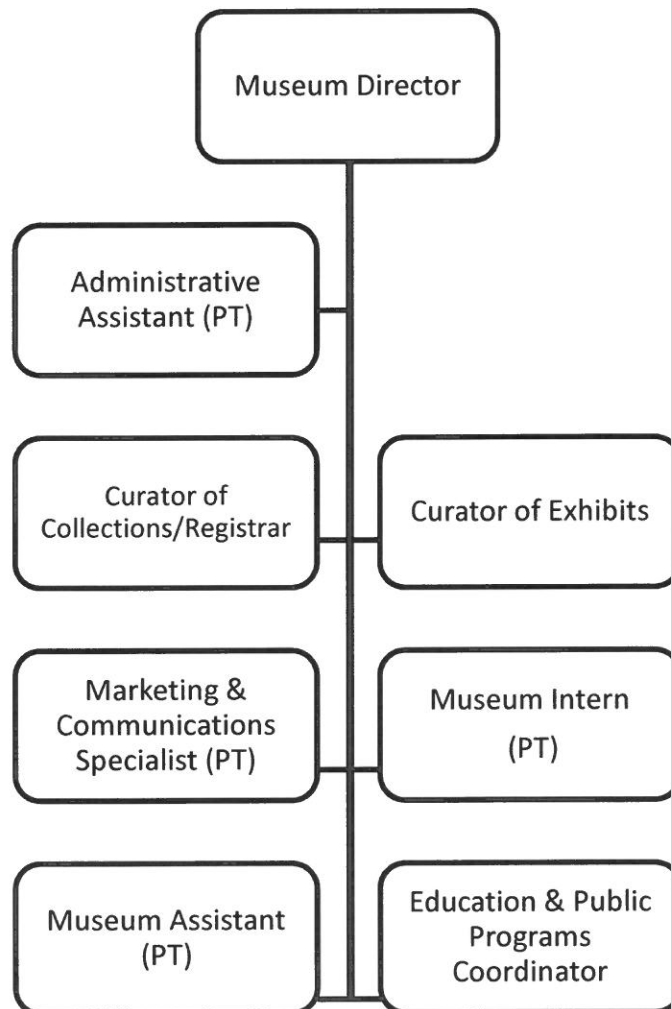 Museum Director
Administrative
Assistant (PT)
Curator of
Collections/Registrar
Curator of Exhibits
Marketing &
Communications
Specialist (PT)
Museum Intern
(PT)
Museum Assistant
(PT)
Education & Public
Programs
Coordinator